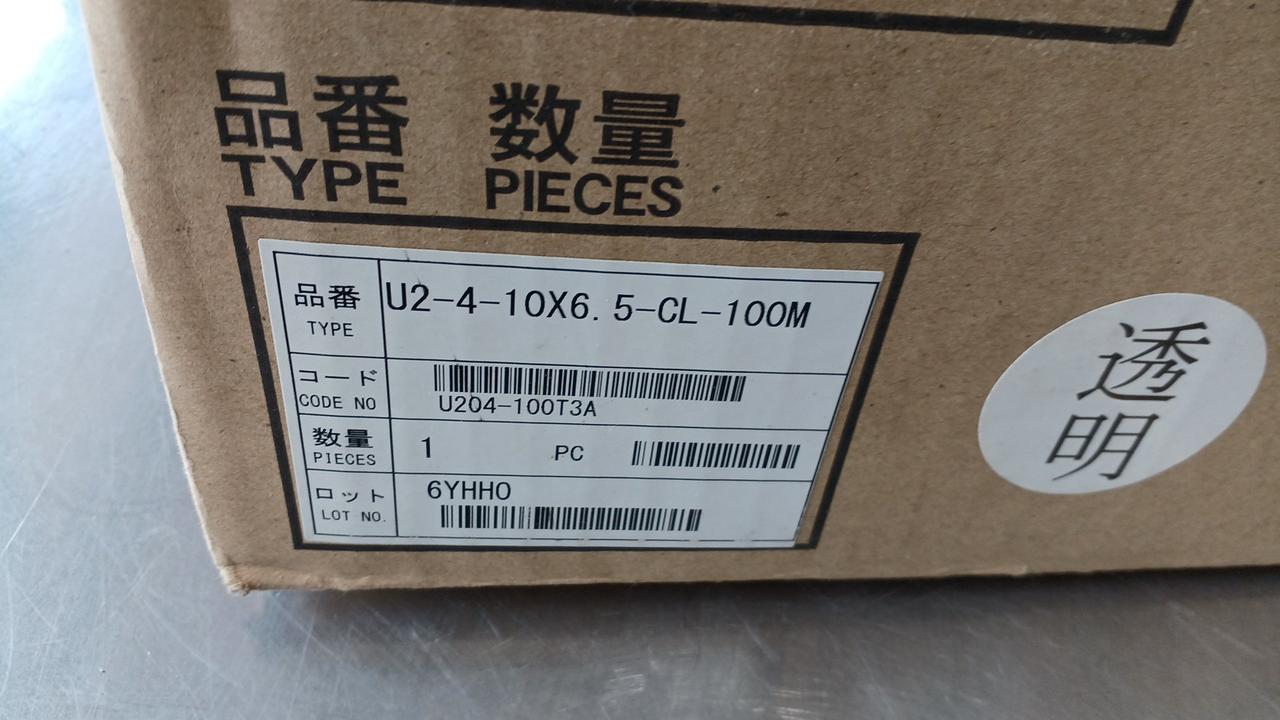 品番 数量
TYPE PIECES
品番 U2-4-10X6.5-CL-100M
TYPE
コード
CODE NO U204-100T3A
数量 1 PC
PIECES
ロット 6YHH0
LOT NO.
透明